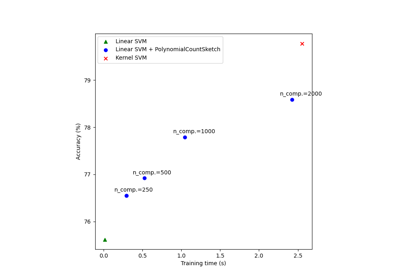 Linear SVM
Linear SVM + PolynomialCountSketch
Kernel SVM
n_comp.=2000
n_comp.=1000
n_comp.=500
n_comp.=250
79
78
77
76
Accuracy (%)
0.0 0.5 1.0 1.5 2.0 2.5
Training time (s)